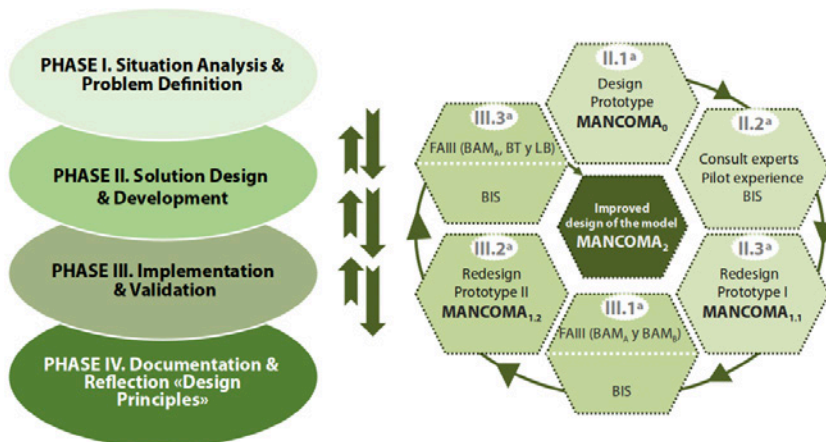 PHASE I. Situation Analysis &
Problem Definition
PHASE II. Solution Design
& Development
PHASE III. Implementation
& Validation
PHASE IV. Documentation &
Reflection «Design
Principles»
II.1ª
Design
Prototype
MANCOMA₀
II.2ª
Consult experts
Pilot experience
BIS
II.3ª
Redesign
Prototype I
MANCOMA₁.₁
III.1ª
FAIII (BAM_A y BAM_B)
BIS
III.2ª
Redesign
Prototype II
MANCOMA₁.₂
III.3ª
FAIII (BAM_A, BT y LB)
BIS
Improved
design of the model
MANCOMA₂